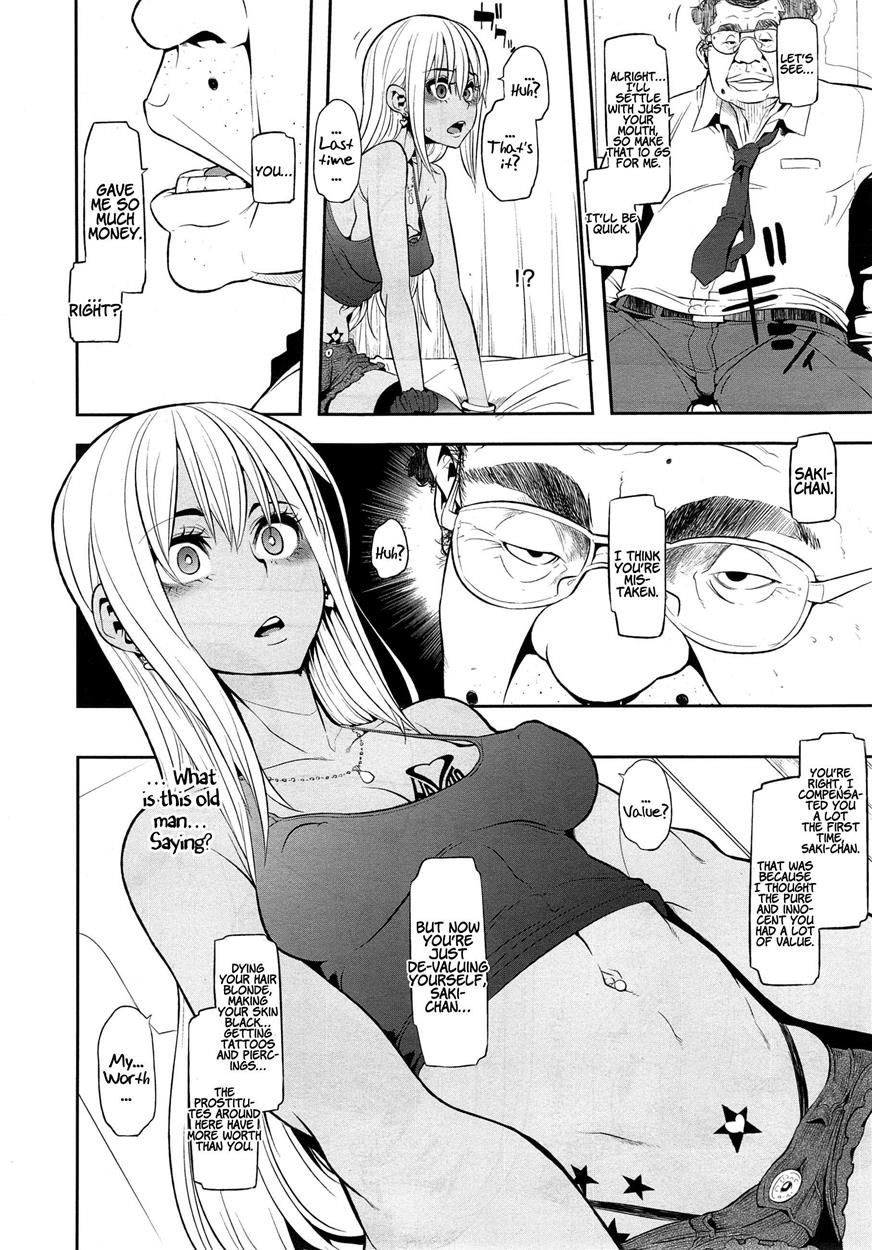 LET'S
SEE...
ALRIGHT...
I'LL
SETTLE
WITH JUST
YOUR
MOUTH,
SO MAKE
THAT 10 GS
FOR ME.
IT'LL BE
QUICK.
キシ
...
Huh?
...
That's
it?
...
Last
time
...
!?
YOU...
GAVE
ME SO
MUCH
MONEY.
...
RIGHT?
SAKI-
CHAN.
I THINK
YOU'RE
MIS-
TAKEN.
Huh?
YOU'RE
RIGHT, I
COMPENSA-
TED YOU
A LOT
THE FIRST
TIME,
SAKI-CHAN.
THAT WAS
BECAUSE
I THOUGHT
THE PURE
AND INNO-
CENT YOU
HAD A LOT
OF VALUE.
...
Value?
... What
is this old
man...
Saying?
BUT NOW
YOU'RE
JUST
DE-VALUING
YOURSELF,
SAKI-
CHAN...
DYING
YOUR HAIR
BLONDE,
MAKING
YOUR SKIN
BLACK...
GETTING
TATTOOS
AND PIERC-
INGS...
THE
PROSTITU-
TES AROUND
HERE HAVE
MORE WORTH
THAN YOU.
My...
Worth
...